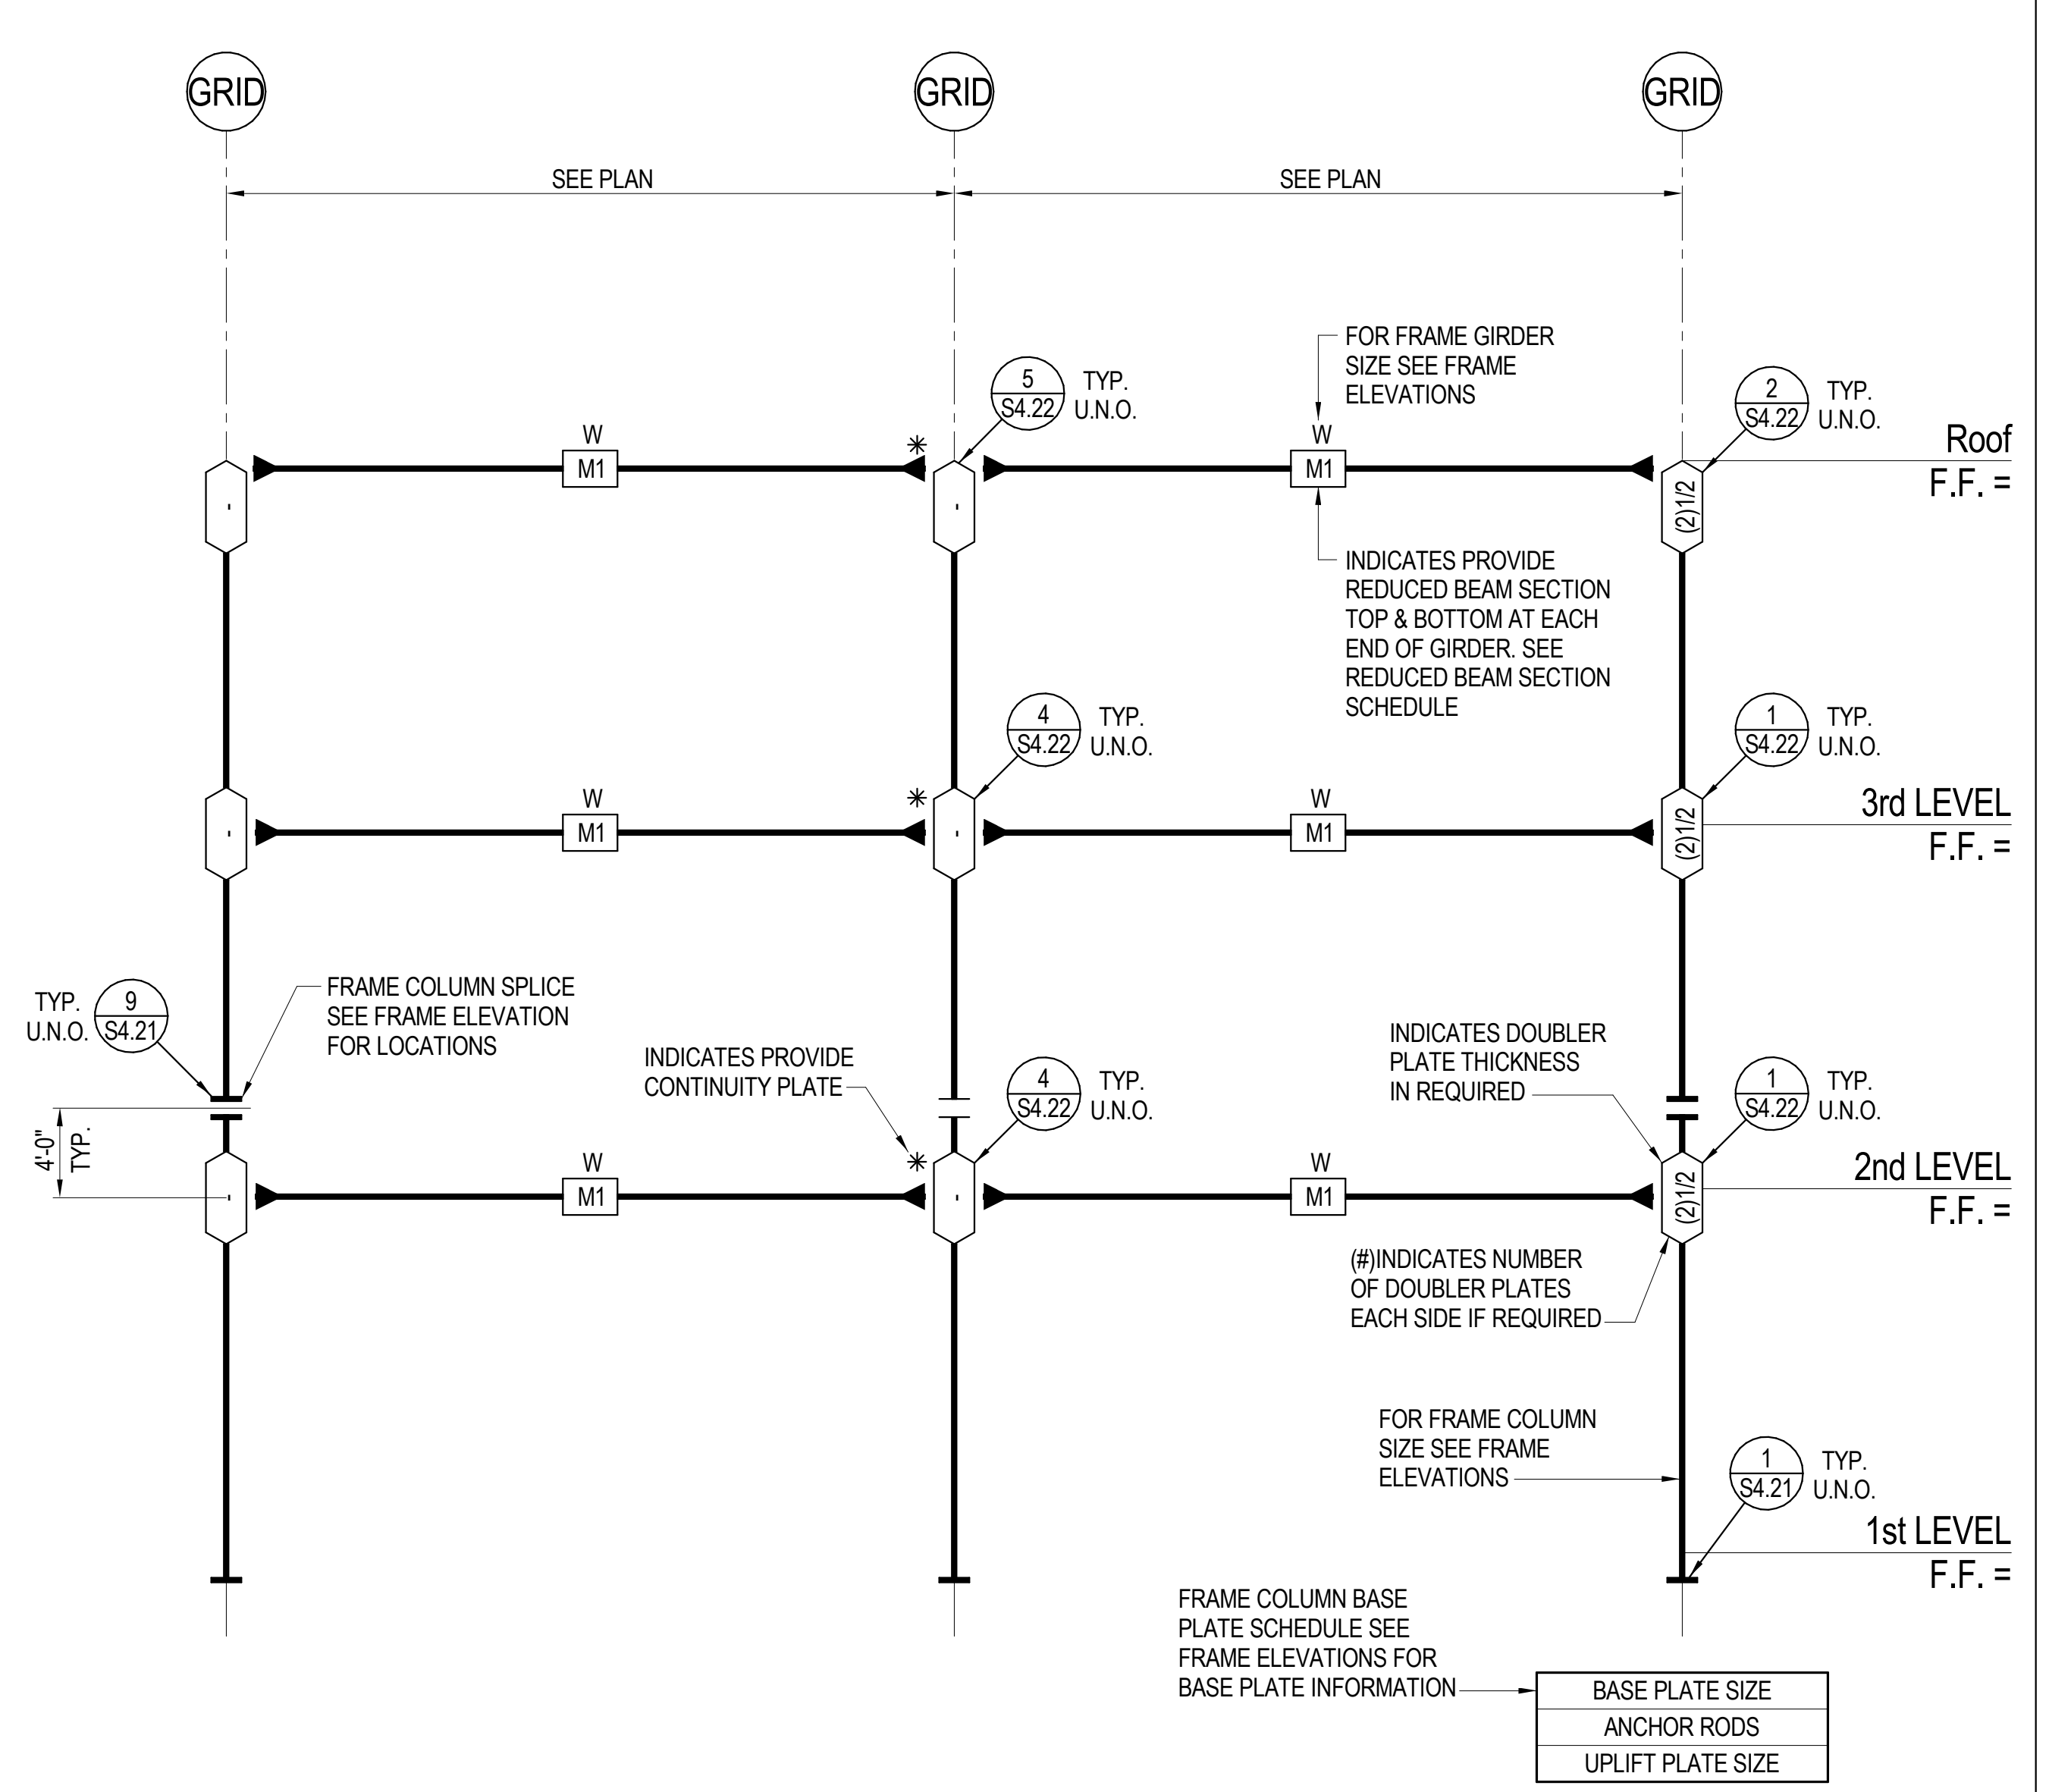 GRID
GRID
GRID
SEE PLAN
SEE PLAN
FOR FRAME GIRDER
SIZE SEE FRAME
ELEVATIONS
5
S4.22
TYP.
U.N.O.
2
S4.22
TYP.
U.N.O.
Roof
F.F. =
W
M1
*
W
M1
-
-
(2)1/2
INDICATES PROVIDE
REDUCED BEAM SECTION
TOP & BOTTOM AT EACH
END OF GIRDER. SEE
REDUCED BEAM SECTION
SCHEDULE
4
S4.22
TYP.
U.N.O.
1
S4.22
TYP.
U.N.O.
3rd LEVEL
F.F. =
W
M1
*
W
M1
-
-
(2)1/2
TYP.
U.N.O.
9
S4.21
FRAME COLUMN SPLICE
SEE FRAME ELEVATION
FOR LOCATIONS
INDICATES PROVIDE
CONTINUITY PLATE
4
S4.22
TYP.
U.N.O.
INDICATES DOUBLER
PLATE THICKNESS
IN REQUIRED
1
S4.22
TYP.
U.N.O.
4'-0"
TYP.
2nd LEVEL
F.F. =
W
M1
*
W
M1
-
-
(2)1/2
(#)INDICATES NUMBER
OF DOUBLER PLATES
EACH SIDE IF REQUIRED
FOR FRAME COLUMN
SIZE SEE FRAME
ELEVATIONS
1
S4.21
TYP.
U.N.O.
1st LEVEL
F.F. =
FRAME COLUMN BASE
PLATE SCHEDULE SEE
FRAME ELEVATIONS FOR
BASE PLATE INFORMATION
BASE PLATE SIZE
ANCHOR RODS
UPLIFT PLATE SIZE